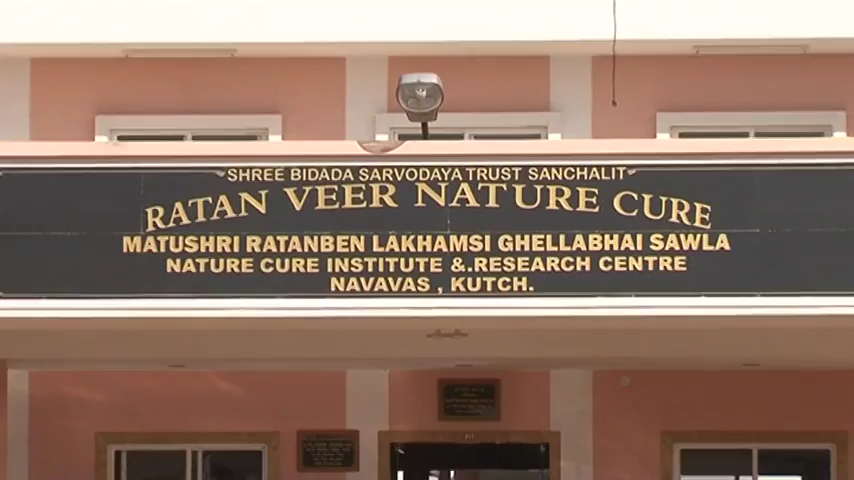 SHREE BIDADA SARVODAYA TRUST SANCHALIT
RATAN VEER NATURE CURE
MATUSHRI RATANBEN LAKHAMSI GHELLABHAI SAWLA
NATURE CURE INSTITUTE &.RESEARCH CENTRE
NAVAVAS , KUTCH.